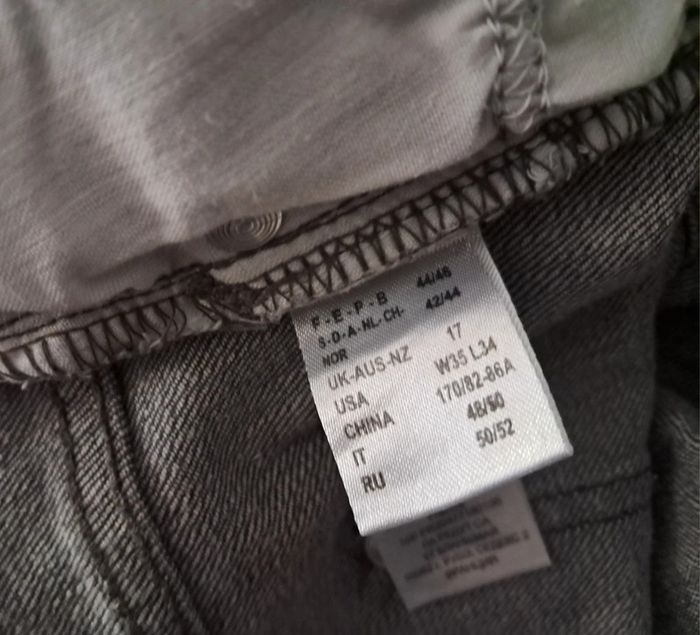 F-E-P-B 44/46
S-D-A-NL-CH- 42/44
NOR
UK-AUS-NZ 17
USA W35 L34
CHINA 170/82-86A
IT 48/50
RU 50/52